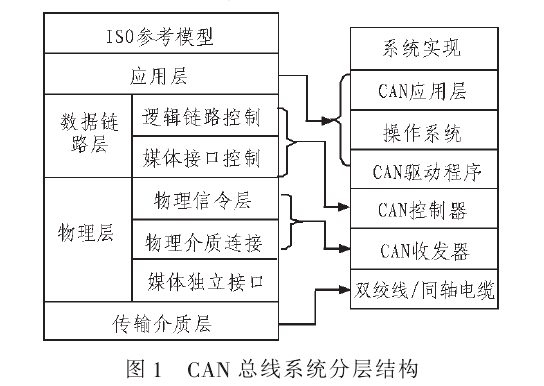 ISO参考模型
应用层
数据链
路层
逻辑链路控制
媒体接口控制
物理层
物理信令层
物理介质连接
媒体独立接口
传输介质层
系统实现
CAN应用层
操作系统
CAN驱动程序
CAN控制器
CAN收发器
双绞线/同轴电缆
图1 CAN总线系统分层结构